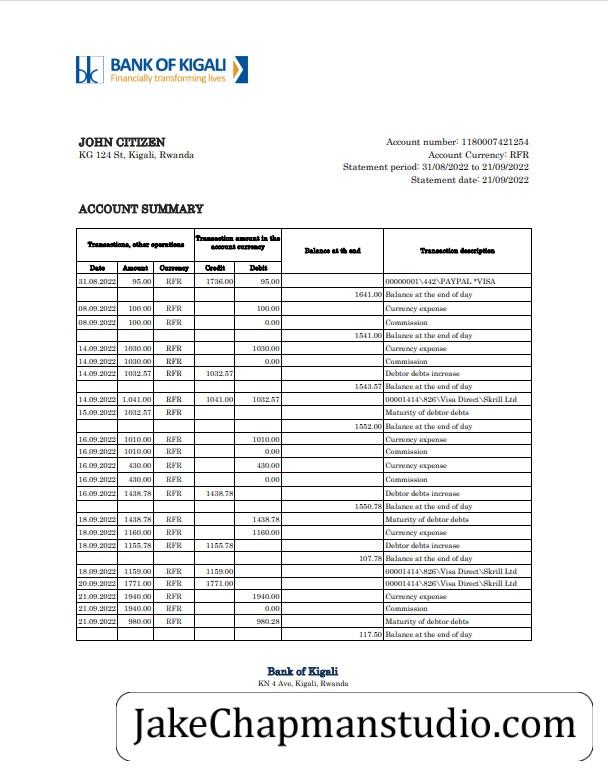 bk BANK OF KIGALI
Financially transforming lives
JOHN CITIZEN
KG 124 St, Kigali, Rwanda
Account number: 1180007421254
Account Currency: RFR
Statement period: 31/08/2022 to 21/09/2022
Statement date: 21/09/2022
ACCOUNT SUMMARY
Transactions, other operations Transaction amount in the account currency Balance at th end Transaction description
Date Amount Currency Credit Debit
31.08.2022 95.00 RFR 1736.00 95.00 00000001\442\PAYPAL *VISA
1641.00 Balance at the end of day
08.09.2022 100.00 RFR 100.00 Currency expense
08.09.2022 100.00 RFR 0.00 Commission
1541.00 Balance at the end of day
14.09.2022 1030.00 RFR 1030.00 Currency expense
14.09.2022 1030.00 RFR 0.00 Commission
14.09.2022 1032.57 RFR 1032.57 Debtor debts increase
1543.57 Balance at the end of day
14.09.2022 1.041.00 RFR 1041.00 1032.57 00001414\826\Visa Direct\Skrill Ltd
15.09.2022 1032.57 RFR Maturity of debtor debts
1552.00 Balance at the end of day
16.09.2022 1010.00 RFR 1010.00 Currency expense
16.09.2022 1010.00 RFR 0.00 Commission
16.09.2022 430.00 RFR 430.00 Currency expense
16.09.2022 430.00 RFR 0.00 Commission
16.09.2022 1438.78 RFR 1438.78 Debtor debts increase
1550.78 Balance at the end of day
18.09.2022 1438.78 RFR 1438.78 Maturity of debtor debts
18.09.2022 1160.00 RFR 1160.00 Currency expense
18.09.2022 1155.78 RFR 1155.78 Debtor debts increase
107.78 Balance at the end of day
18.09.2022 1159.00 RFR 1159.00 00001414\826\Visa Direct\Skrill Ltd
20.09.2022 1771.00 RFR 1771.00 00001414\826\Visa Direct\Skrill Ltd
21.09.2022 1940.00 RFR 1940.00 Currency expense
21.09.2022 1940.00 RFR 0.00 Commission
21.09.2022 980.00 RFR 980.28 Maturity of debtor debts
117.50 Balance at the end of day
Bank of Kigali
KN 4 Ave, Kigali, Rwanda
JakeChapmanstudio.com